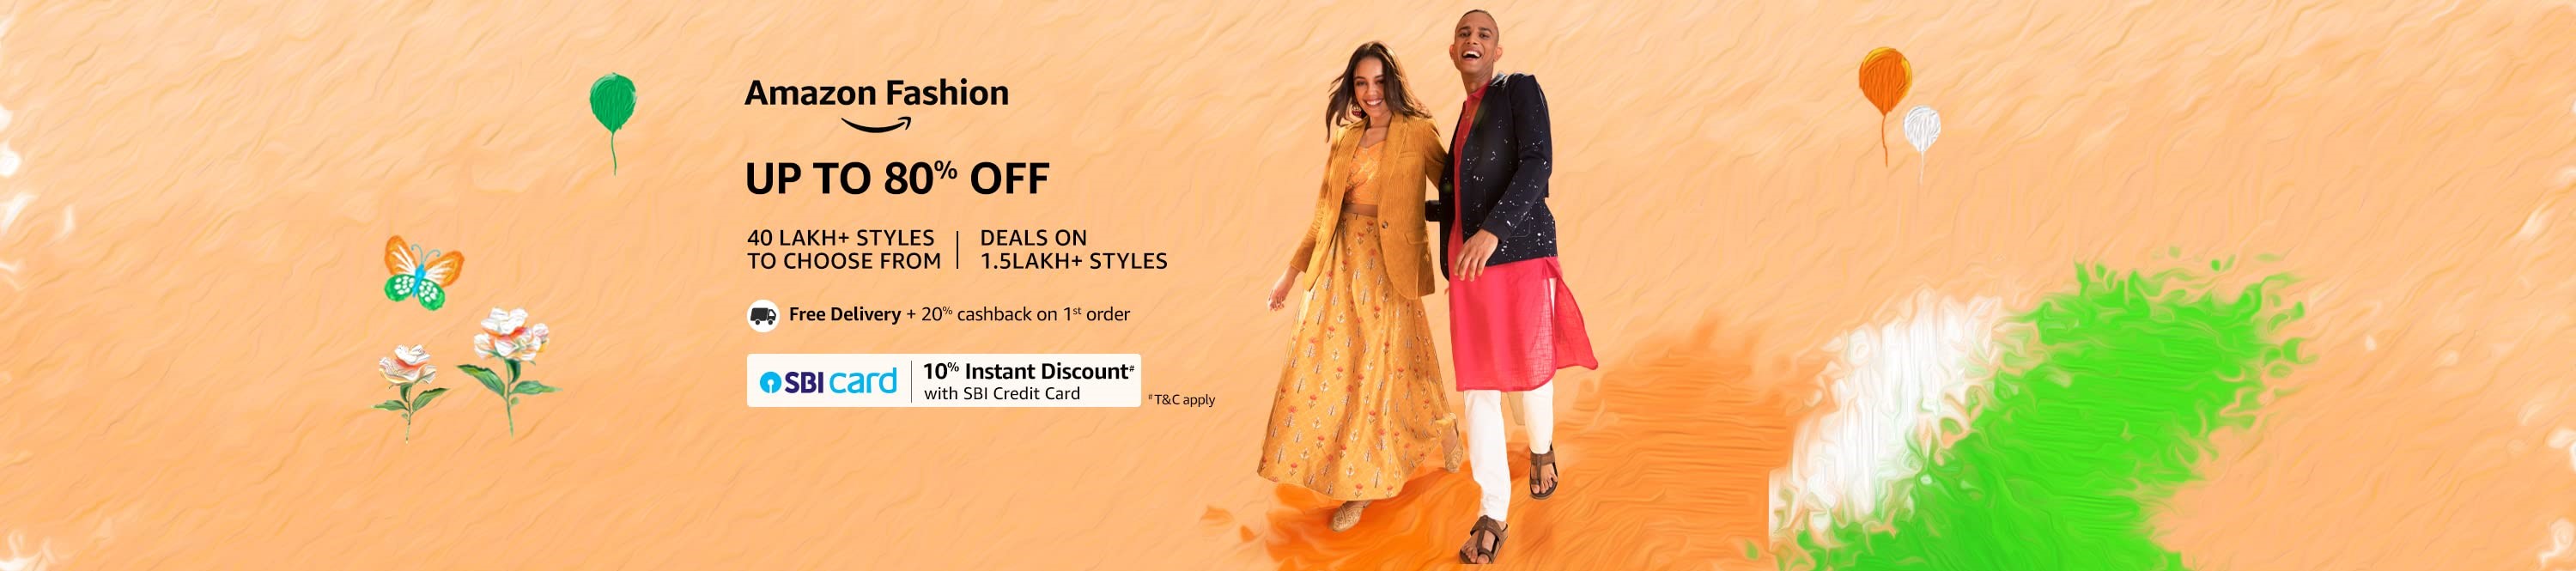 Amazon Fashion
UP TO 80% OFF
40 LAKH+ STYLES
TO CHOOSE FROM
DEALS ON
1.5LAKH+ STYLES
Free Delivery + 20% cashback on 1st order
SBI card
10% Instant Discount#
with SBI Credit Card
#T&C apply